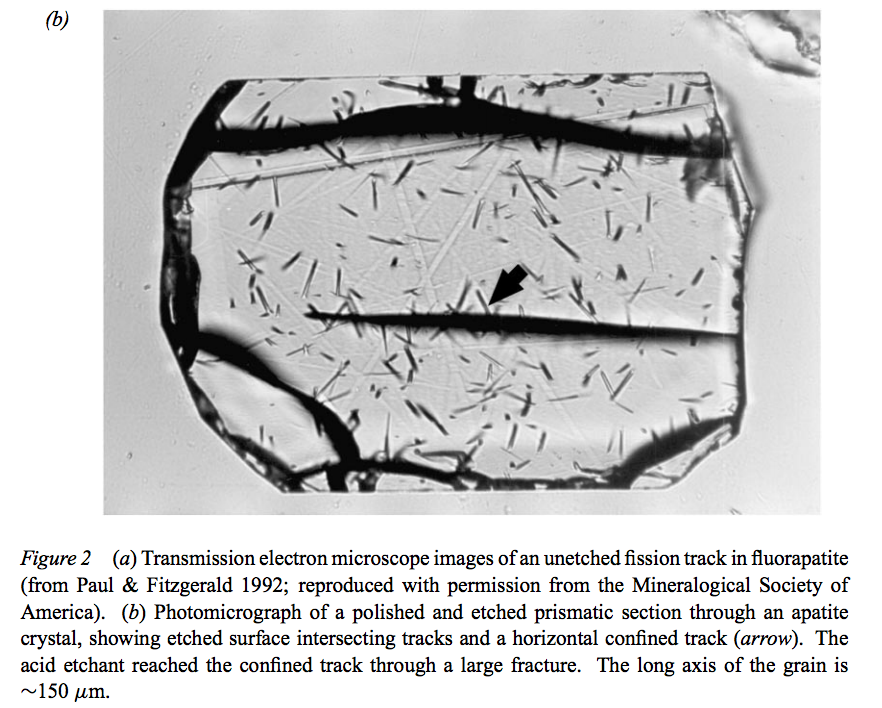 (b)
Figure 2 (a) Transmission electron microscope images of an unetched fission track in fluorapatite
(from Paul & Fitzgerald 1992; reproduced with permission from the Mineralogical Society of
America). (b) Photomicrograph of a polished and etched prismatic section through an apatite
crystal, showing etched surface intersecting tracks and a horizontal confined track (arrow). The
acid etchant reached the confined track through a large fracture. The long axis of the grain is
∼150 μm.